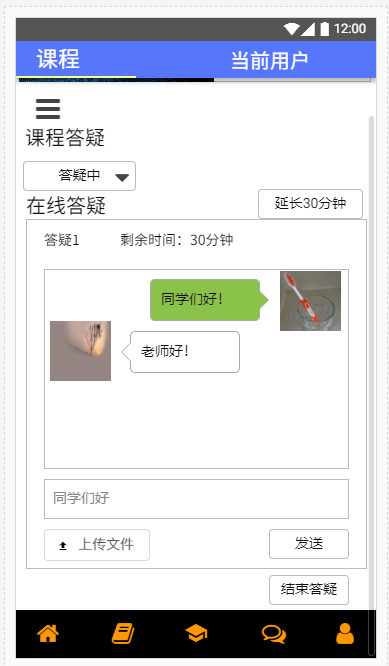 12:00
课程 当前用户
课程答疑
答疑中
在线答疑 延长30分钟
答疑1 剩余时间：30分钟
同学们好！
老师好！
同学们好
上传文件 发送
结束答疑